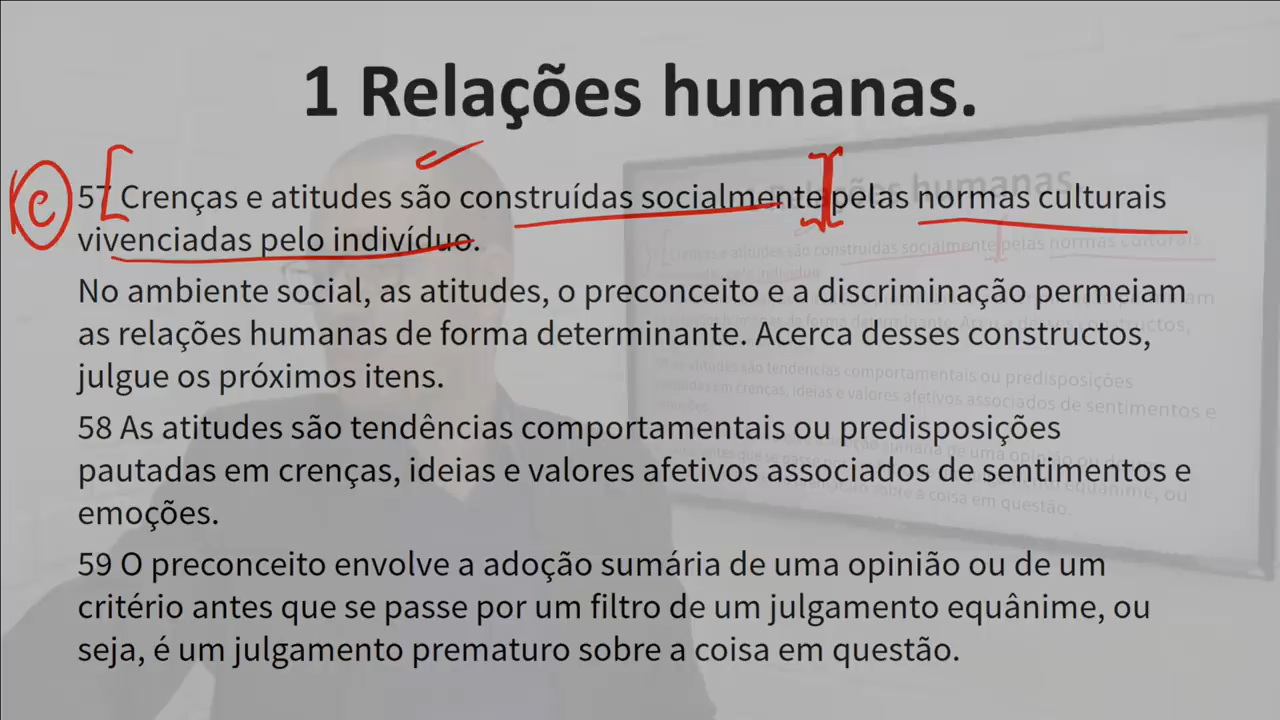 1 Relações humanas.
C 57 Crenças e atitudes são construídas socialmente pelas normas culturais
vivenciadas pelo indivíduo.
No ambiente social, as atitudes, o preconceito e a discriminação permeiam
as relações humanas de forma determinante. Acerca desses constructos,
julgue os próximos itens.
58 As atitudes são tendências comportamentais ou predisposições
pautadas em crenças, ideias e valores afetivos associados de sentimentos e
emoções.
59 O preconceito envolve a adoção sumária de uma opinião ou de um
critério antes que se passe por um filtro de um julgamento equânime, ou
seja, é um julgamento prematuro sobre a coisa em questão.